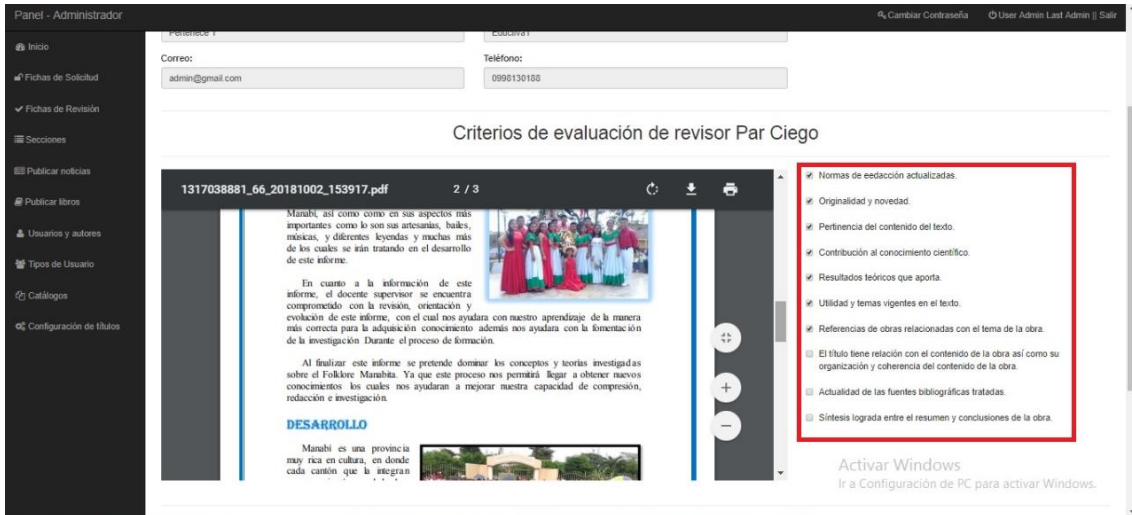 Panel - Administrador
Cambiar Contraseña
User Admin Last Admin || Salir
Inicio
Fichas de Solicitud
Fichas de Revisión
Secciones
Publicar noticias
Publicar libros
Usuarios y autores
Tipos de Usuario
Catálogos
Configuración de títulos
Correo:
Teléfono:
admin@gmail.com
0998130188
Criterios de evaluación de revisor Par Ciego
1317038881_66_20181002_153917.pdf
2 / 3
Manabí, así como como en sus aspectos más
importantes como lo son sus artesanías, bailes,
músicas, y diferentes leyendas y muchas más
de los cuales se irán tratando en el desarrollo
de este informe.
En cuanto a la información de este
informe, el docente supervisor se encuentra
comprometido con la revisión, orientación y
evolución de este informe, con el cual nos ayudara con nuestro aprendizaje de la manera
más correcta para la adquisición conocimiento además nos ayudara con la fomentación
de la investigación Durante el proceso de formación.
Al finalizar este informe se pretende dominar los conceptos y teorías investigadas
sobre el Folklore Manabita. Ya que este proceso nos permitirá llegar a obtener nuevos
conocimientos los cuales nos ayudaran a mejorar nuestra capacidad de compresión,
redacción e investigación.
DESARROLLO
Manabí es una provincia
muy rica en cultura, en donde
cada cantón que la integran
Normas de eedacción actualizadas.
Originalidad y novedad.
Pertinencia del contenido del texto.
Contribución al conocimiento científico.
Resultados teóricos que aporta.
Utilidad y temas vigentes en el texto.
Referencias de obras relacionadas con el tema de la obra.
El título tiene relación con el contenido de la obra así como su
organización y coherencia del contenido de la obra.
Actualidad de las fuentes bibliográficas tratadas.
Síntesis lograda entre el resumen y conclusiones de la obra.
Activar Windows
Ir a Configuración de PC para activar Windows.